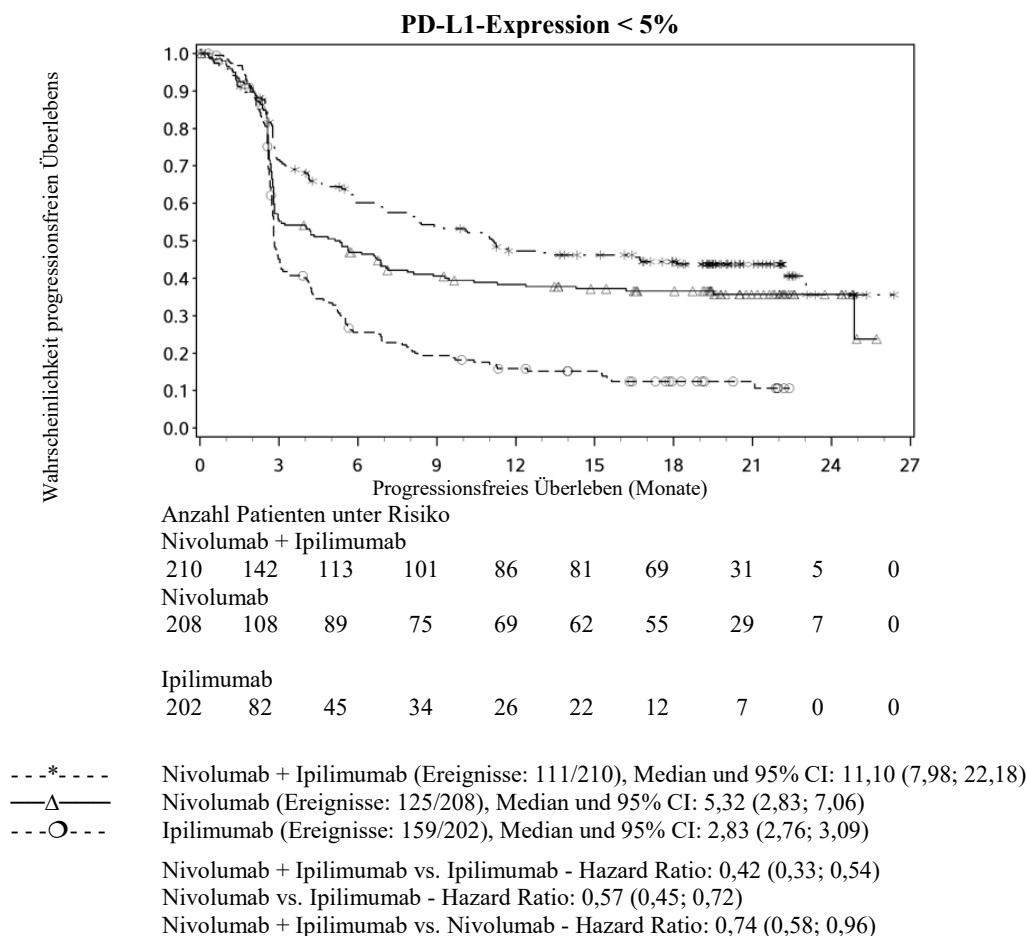 PD-L1-Expression < 5%
Wahrscheinlichkeit progressionsfreien Überlebens
1.0
0.9
0.8
0.7
0.6
0.5
0.4
0.3
0.2
0.1
0.0
0 3 6 9 12 15 18 21 24 27
Progressionsfreies Überleben (Monate)
Anzahl Patienten unter Risiko
Nivolumab + Ipilimumab
210 142 113 101 86 81 69 31 5 0
Nivolumab
208 108 89 75 69 62 55 29 7 0
Ipilimumab
202 82 45 34 26 22 12 7 0 0
- - -*- - - - Nivolumab + Ipilimumab (Ereignisse: 111/210), Median und 95% CI: 11,10 (7,98; 22,18)
—Δ—— Nivolumab (Ereignisse: 125/208), Median und 95% CI: 5,32 (2,83; 7,06)
- - -❍- - - Ipilimumab (Ereignisse: 159/202), Median und 95% CI: 2,83 (2,76; 3,09)
Nivolumab + Ipilimumab vs. Ipilimumab - Hazard Ratio: 0,42 (0,33; 0,54)
Nivolumab vs. Ipilimumab - Hazard Ratio: 0,57 (0,45; 0,72)
Nivolumab + Ipilimumab vs. Nivolumab - Hazard Ratio: 0,74 (0,58; 0,96)